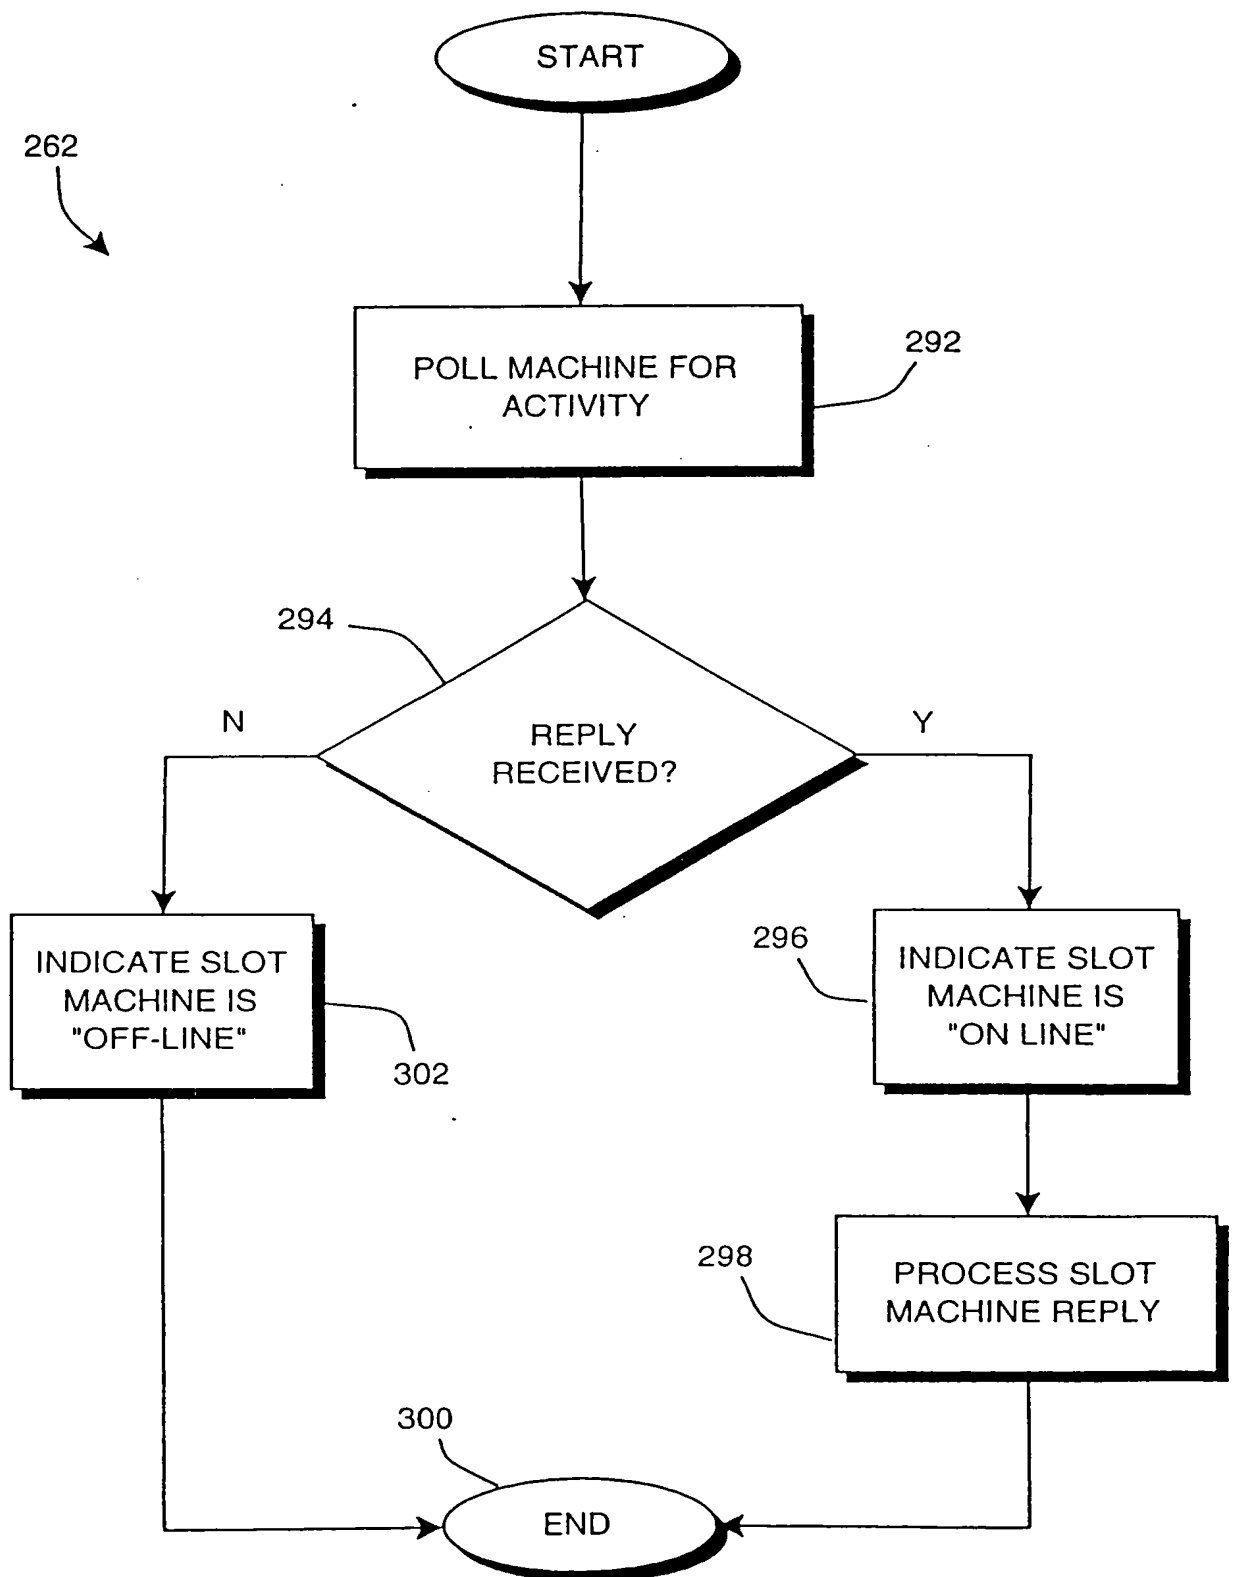 START
262
POLL MACHINE FOR
ACTIVITY
292
294
N
Y
REPLY
RECEIVED?
INDICATE SLOT
MACHINE IS
"OFF-LINE"
302
296
INDICATE SLOT
MACHINE IS
"ON LINE"
298
PROCESS SLOT
MACHINE REPLY
300
END